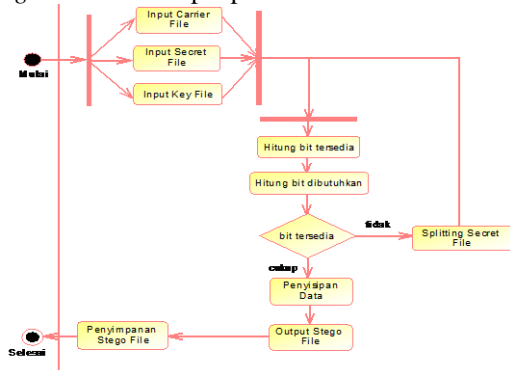 Input Carrier
File
Mulai
Input Secret
File
Input Key File
Hitung bit tersedia
Hitung bit dibutuhkan
bit tersedia
tidak
Splitting Secret
File
cukup
Penyisipan
Data
Output Stego
File
Penyimpanan
Stego File
Selesai